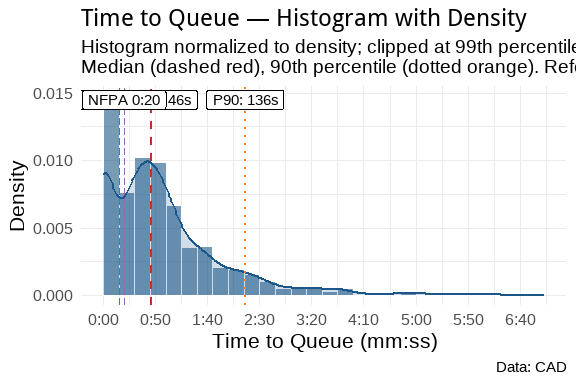 Time to Queue — Histogram with Density
Histogram normalized to density; clipped at 99th percentile
Median (dashed red), 90th percentile (dotted orange). Refe
0.015
NFPA 0:20
46s
P90: 136s
0.010
0.005
0.000
Density
0:00
0:50
1:40
2:30
3:20
4:10
5:00
5:50
6:40
Time to Queue (mm:ss)
Data: CAD